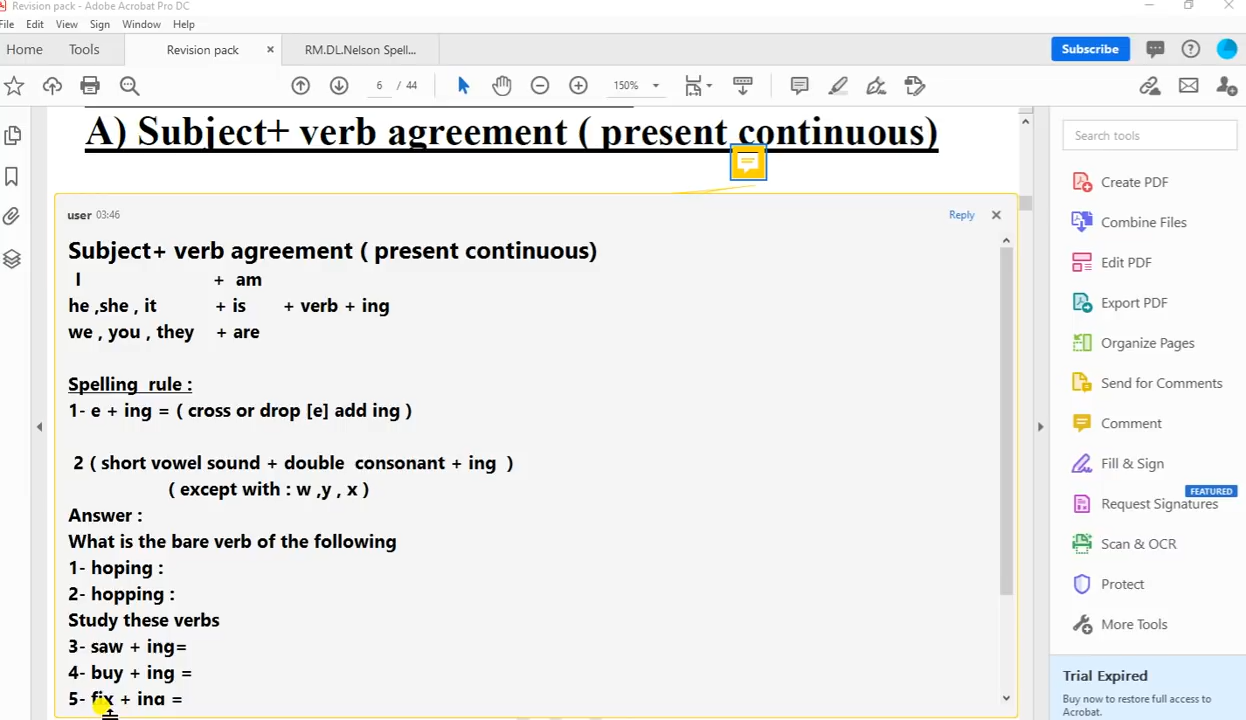 Revision pack - Adobe Acrobat Pro DC
File Edit View Sign Window Help
Home Tools Revision pack × RM.DL.Nelson Spell... Subscribe
6 / 44 150%
A) Subject+ verb agreement ( present continuous)
user 03:46 Reply
Subject+ verb agreement ( present continuous)
I + am
he ,she , it + is + verb + ing
we , you , they + are
Spelling rule :
1- e + ing = ( cross or drop [e] add ing )
2 ( short vowel sound + double consonant + ing )
( except with : w ,y , x )
Answer :
What is the bare verb of the following
1- hoping :
2- hopping :
Study these verbs
3- saw + ing=
4- buy + ing =
5- fix + ing =
Search tools
Create PDF
Combine Files
Edit PDF
Export PDF
Organize Pages
Send for Comments
Comment
Fill & Sign
FEATURED
Request Signatures
Scan & OCR
Protect
More Tools
Trial Expired
Buy now to restore full access to
Acrobat.